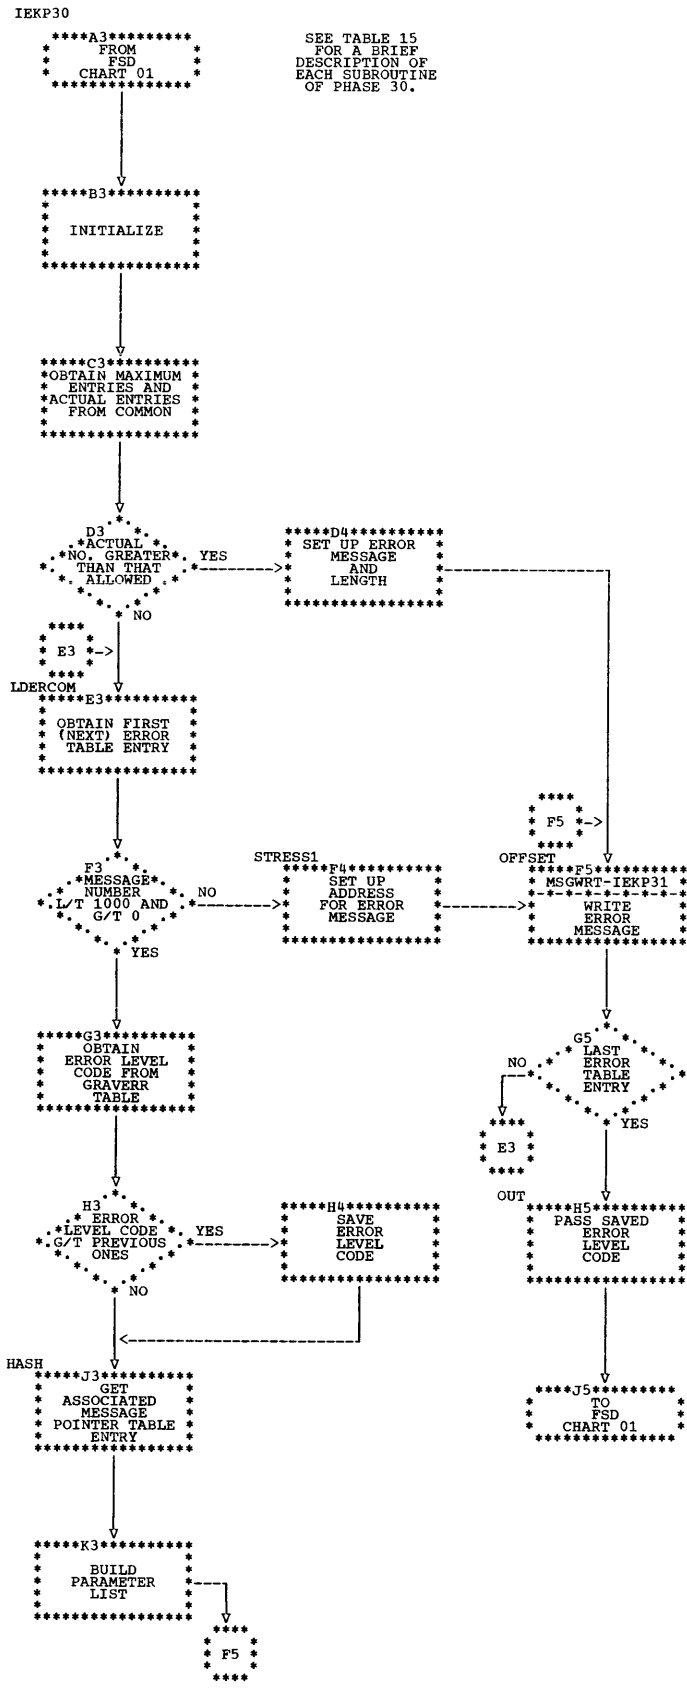 IEKP30
A3
FROM
FSD
CHART 01
SEE TABLE 15
FOR A BRIEF
DESCRIPTION OF
EACH SUBROUTINE
OF PHASE 30.
B3
INITIALIZE
C3
OBTAIN MAXIMUM
ENTRIES AND
ACTUAL ENTRIES
FROM COMMON
D3
ACTUAL
NO. GREATER
THAN THAT
ALLOWED
YES
NO
D4
SET UP ERROR
MESSAGE
AND
LENGTH
E3
LDERCOM
E3
OBTAIN FIRST
(NEXT) ERROR
TABLE ENTRY
F5
F3
MESSAGE
NUMBER
L/T 1000 AND
G/T 0
NO
YES
STRESS1
F4
SET UP
ADDRESS
FOR ERROR
MESSAGE
OFFSET
F5
MSGWRT-IEKP31
WRITE
ERROR
MESSAGE
G3
OBTAIN
ERROR LEVEL
CODE FROM
GRAVERR
TABLE
G5
LAST
ERROR
TABLE
ENTRY
NO
YES
E3
H3
ERROR
LEVEL CODE
G/T PREVIOUS
ONES
YES
NO
H4
SAVE
ERROR
LEVEL
CODE
OUT
H5
PASS SAVED
ERROR
LEVEL
CODE
HASH
J3
GET
ASSOCIATED
MESSAGE
POINTER TABLE
ENTRY
J5
TO
FSD
CHART 01
K3
BUILD
PARAMETER
LIST
F5